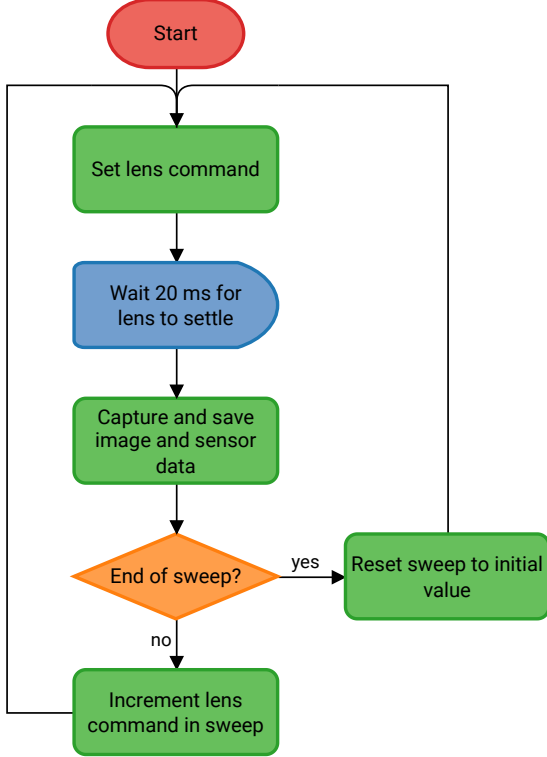 Start
Set lens command
Wait 20 ms for
lens to settle
Capture and save
image and sensor
data
End of sweep?
yes
Reset sweep to initial
value
no
Increment lens
command in sweep